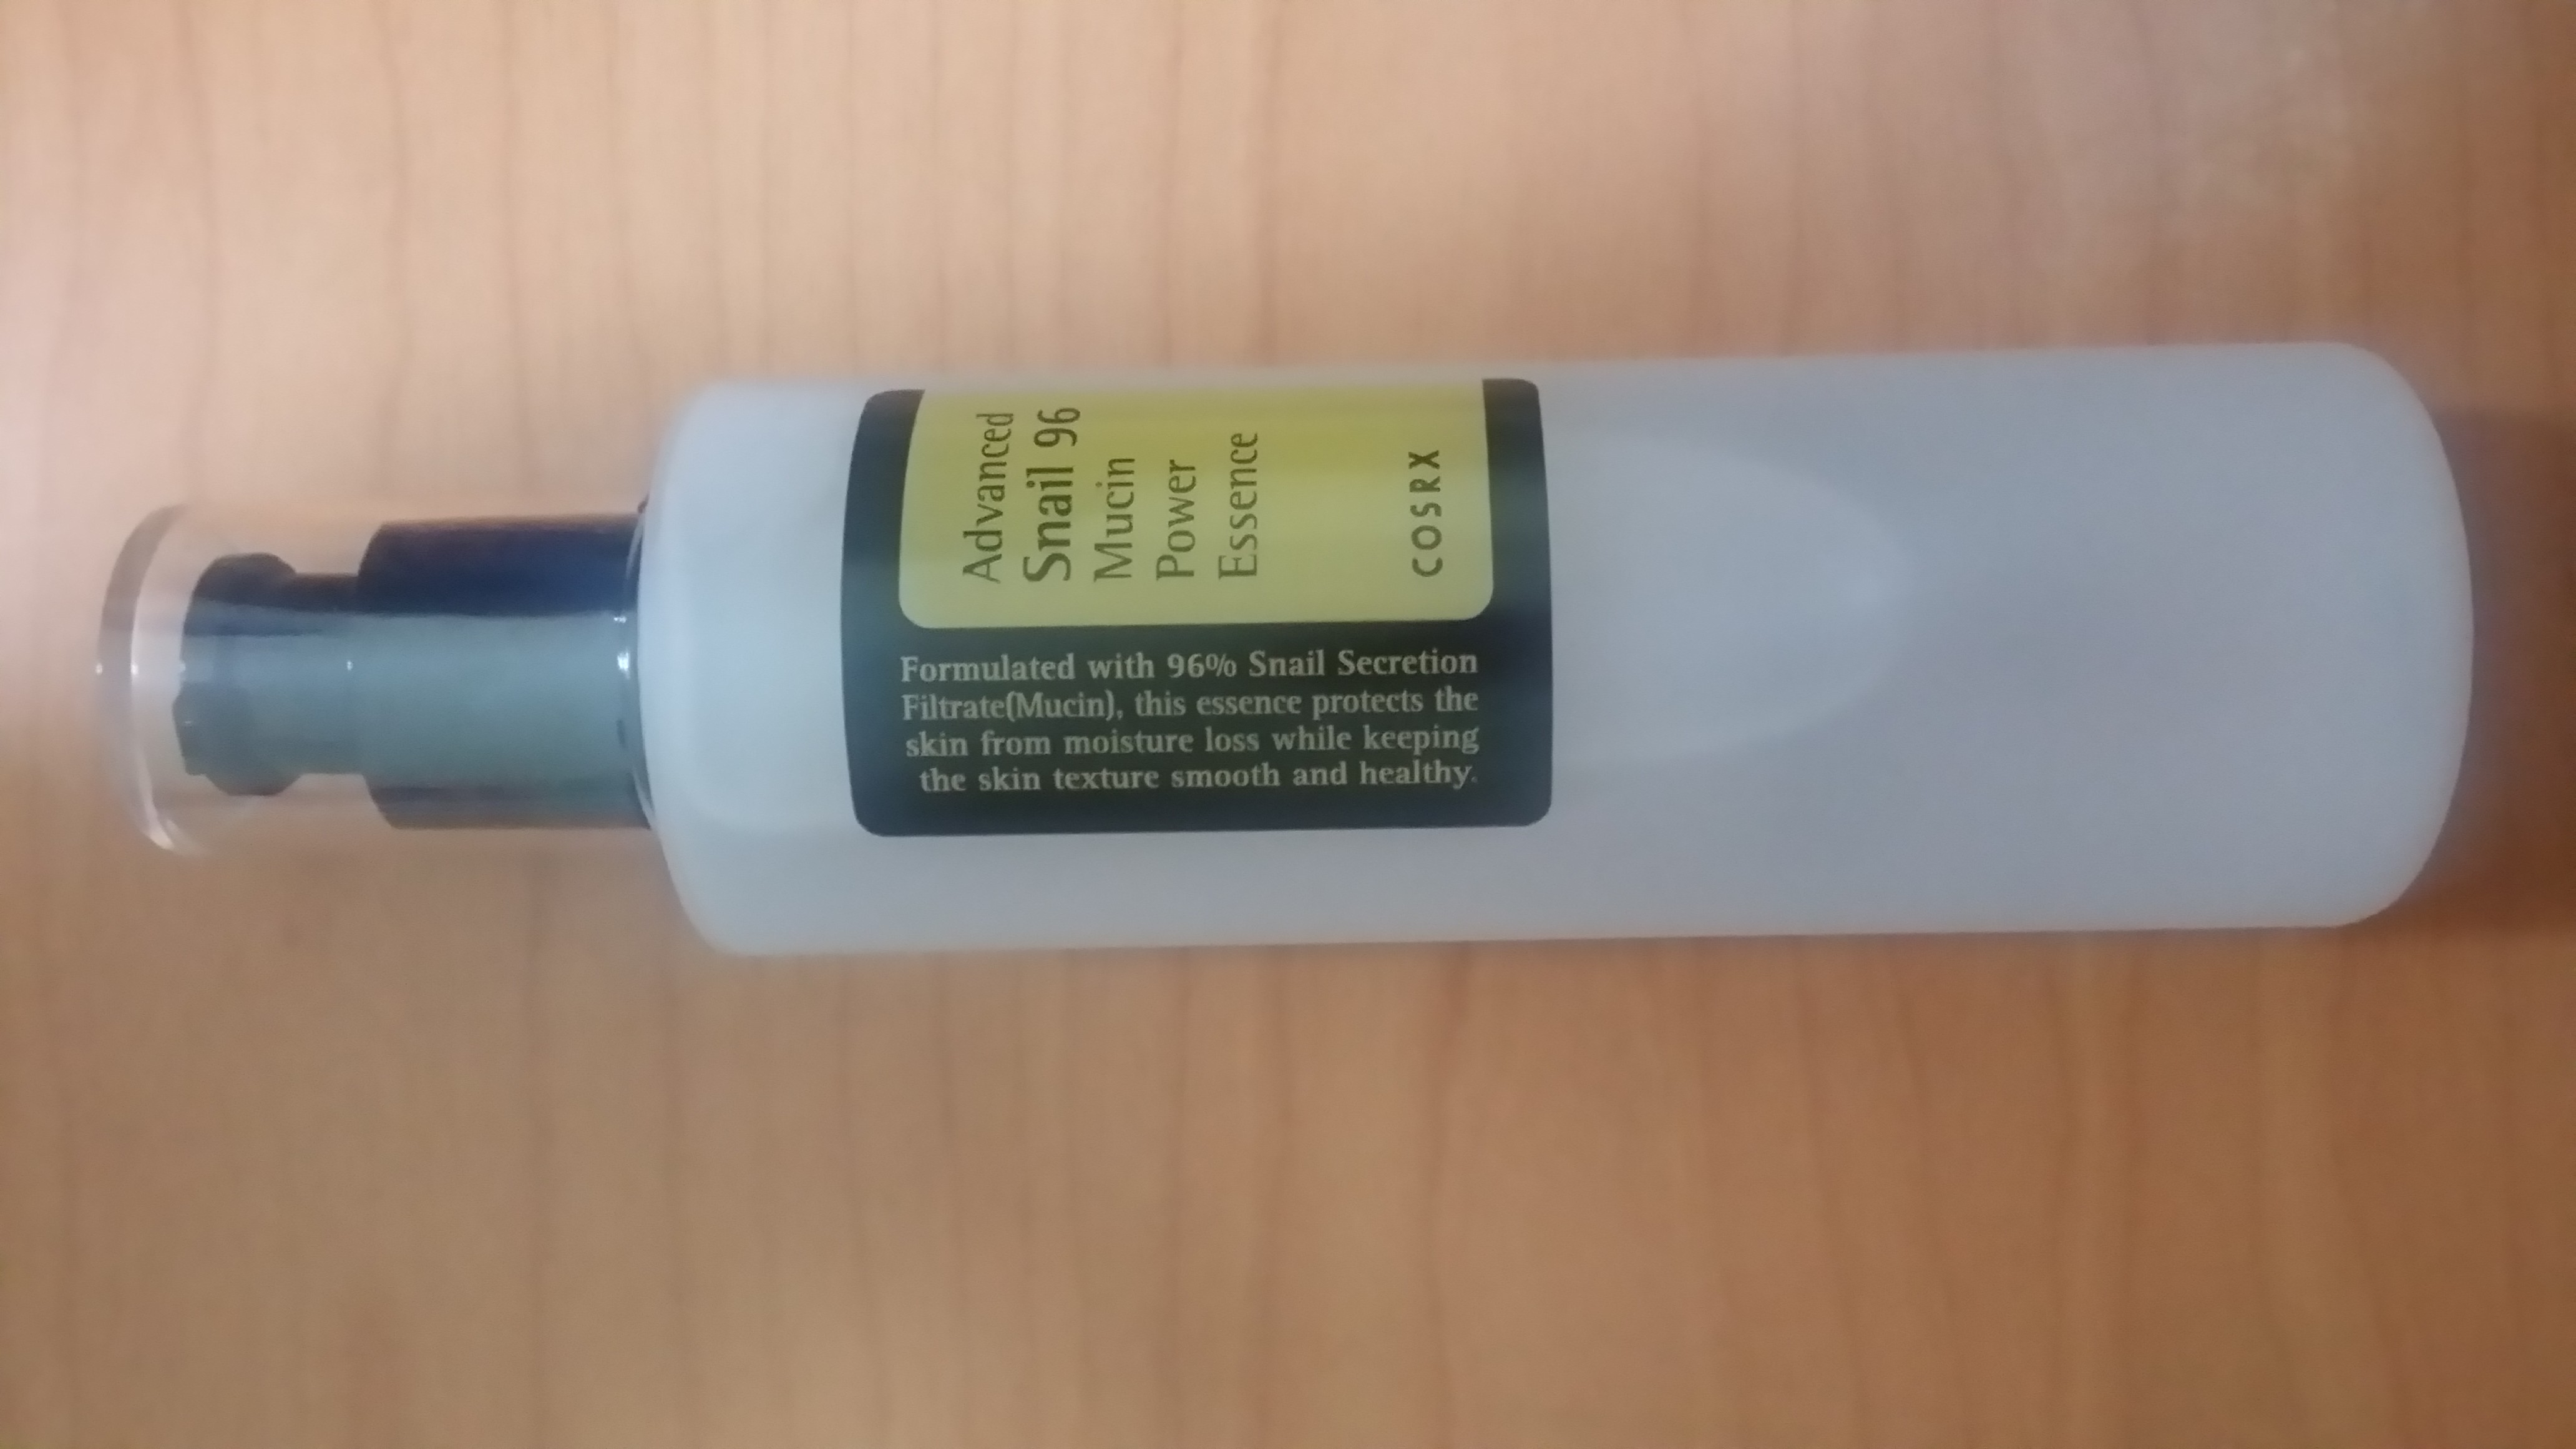 Advanced
Snail 96
Mucin
Power
Essence
COSRX
Formulated with 96% Snail Secretion
Filtrate(Mucin), this essence protects the
skin from moisture loss while keeping
the skin texture smooth and healthy.